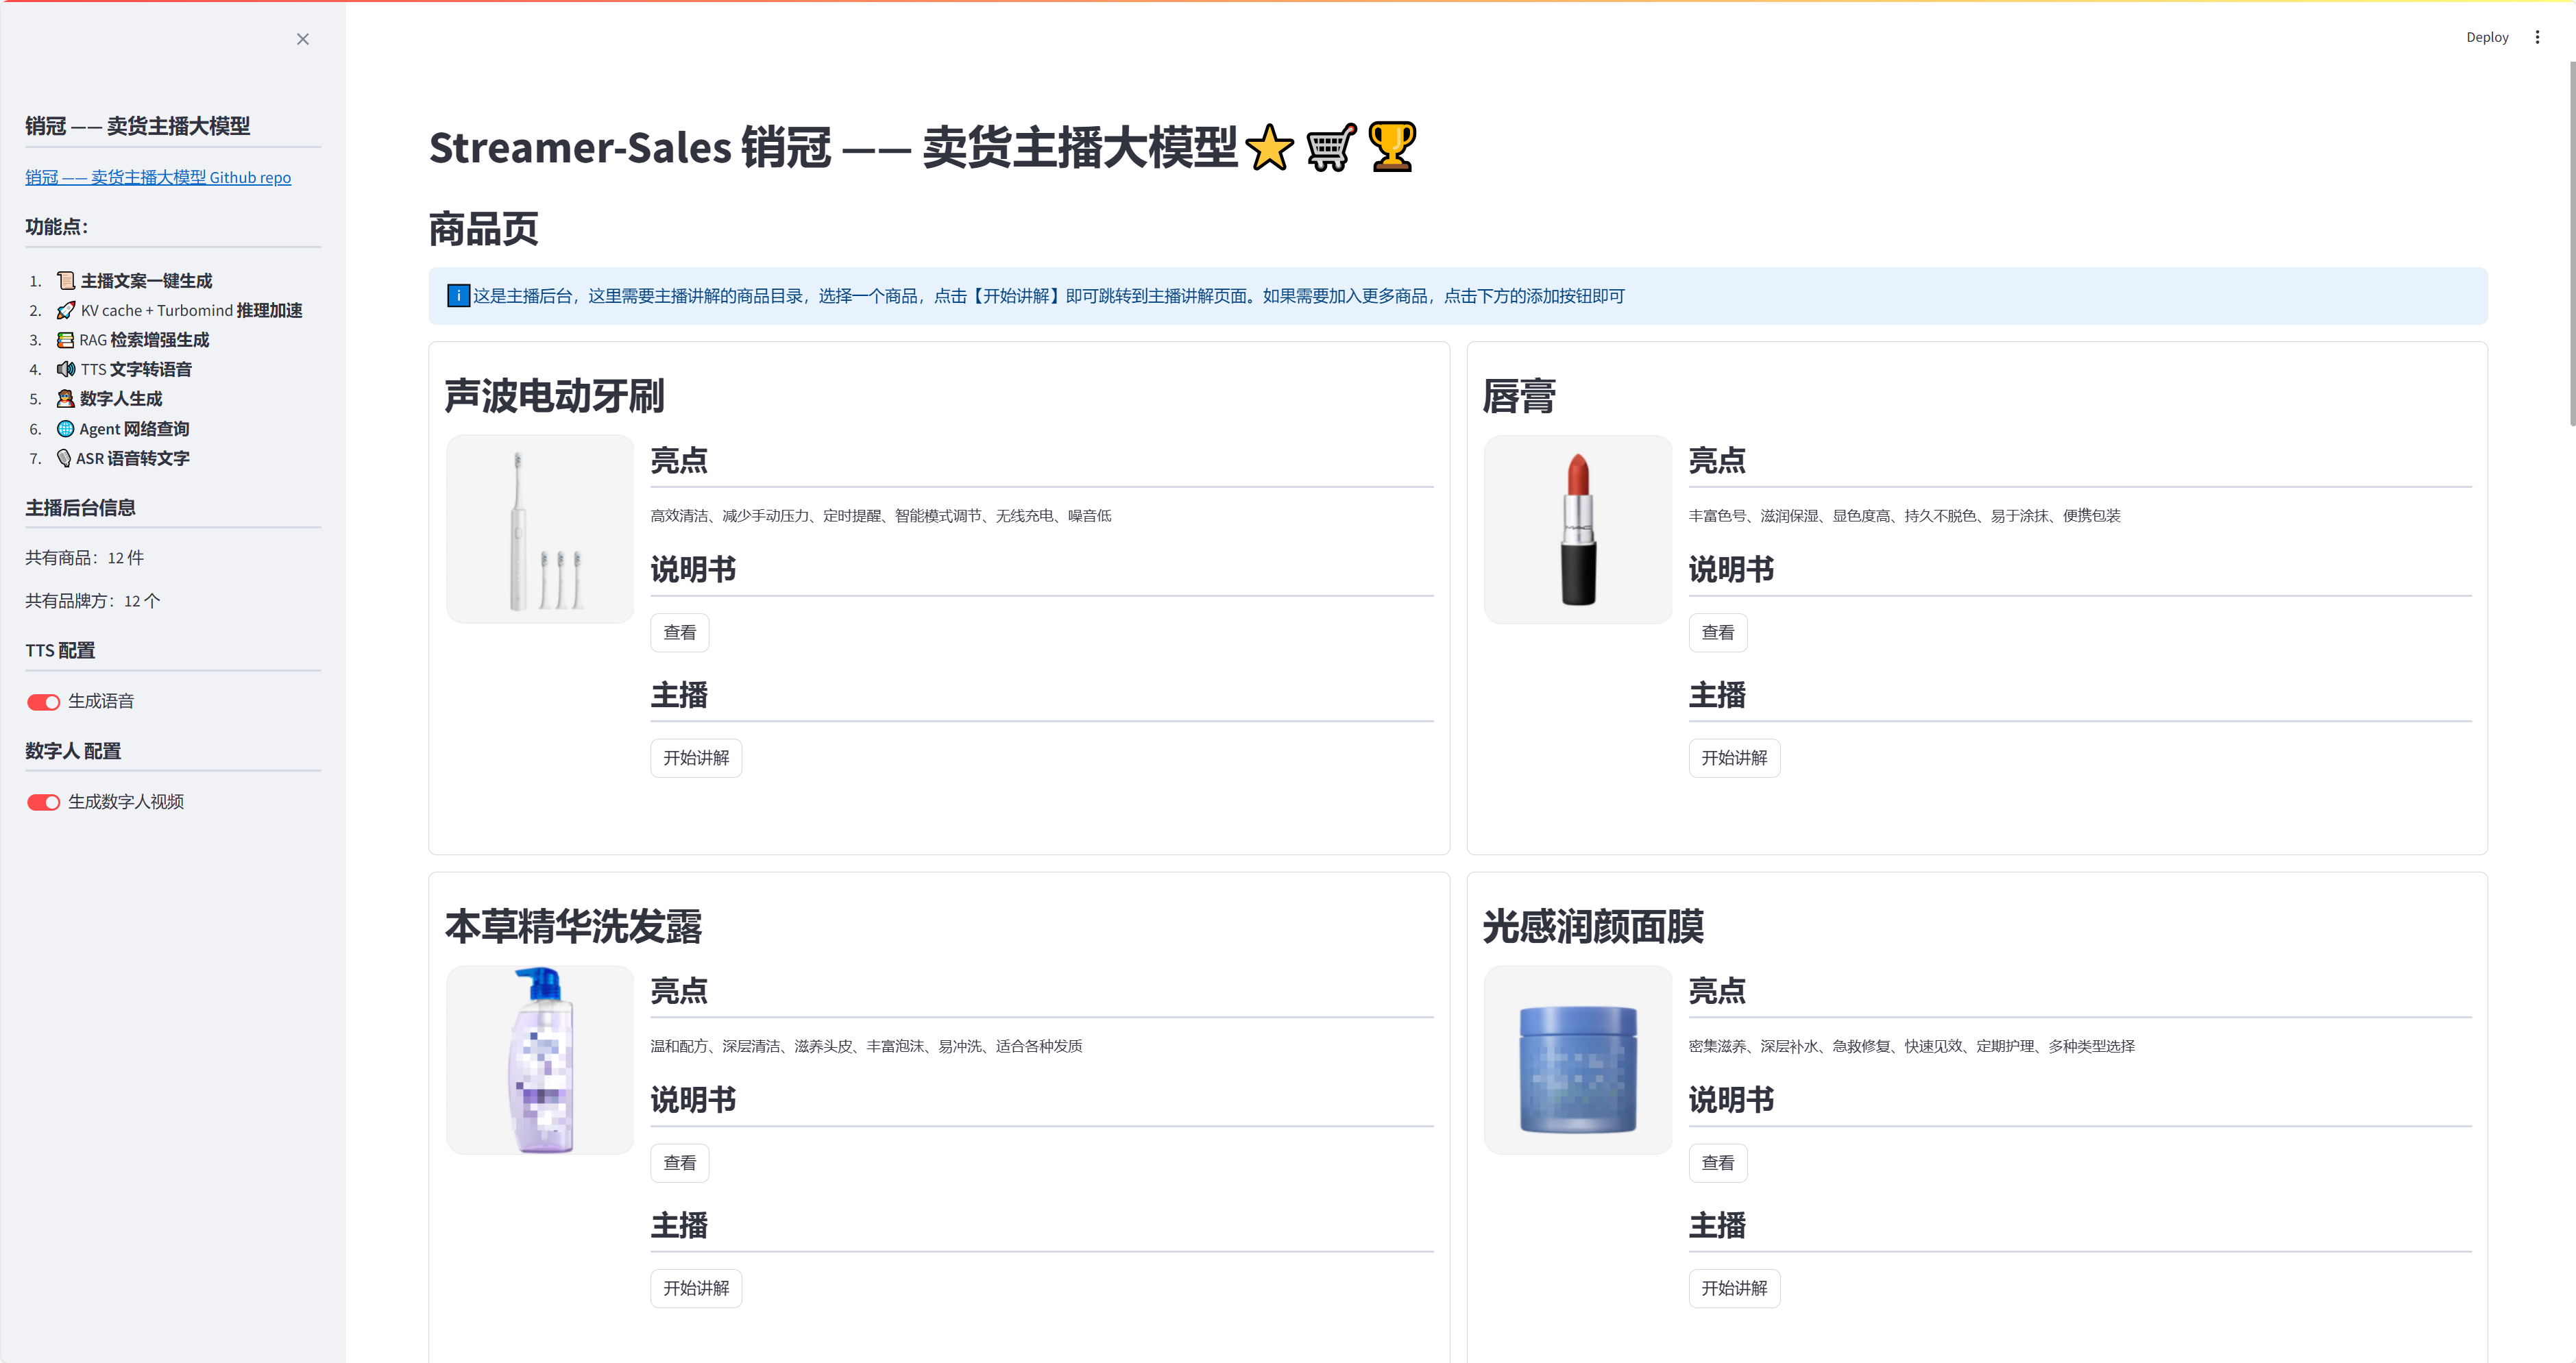 Deploy
销冠 —— 卖货主播大模型
销冠 —— 卖货主播大模型 Github repo
功能点：
1. 📜 主播文案一键生成
2. 🚀 KV cache + Turbomind 推理加速
3. 📚 RAG 检索增强生成
4. 🔊 TTS 文字转语音
5. 🦸 数字人生成
6. 🌐 Agent 网络查询
7. 🎙️ ASR 语音转文字
主播后台信息
共有商品：12 件
共有品牌方：12 个
TTS 配置
生成语音
数字人 配置
生成数字人视频
Streamer-Sales 销冠 —— 卖货主播大模型⭐🛒🏆
商品页
ℹ️这是主播后台，这里需要主播讲解的商品目录，选择一个商品，点击【开始讲解】即可跳转到主播讲解页面。如果需要加入更多商品，点击下方的添加按钮即可
声波电动牙刷
亮点
高效清洁、减少手动压力、定时提醒、智能模式调节、无线充电、噪音低
说明书
查看
主播
开始讲解
唇膏
MAC
亮点
丰富色号、滋润保湿、显色度高、持久不脱色、易于涂抹、便携包装
说明书
查看
主播
开始讲解
本草精华洗发露
亮点
温和配方、深层清洁、滋养头皮、丰富泡沫、易冲洗、适合各种发质
说明书
查看
主播
开始讲解
光感润颜面膜
亮点
密集滋养、深层补水、急救修复、快速见效、定期护理、多种类型选择
说明书
查看
主播
开始讲解